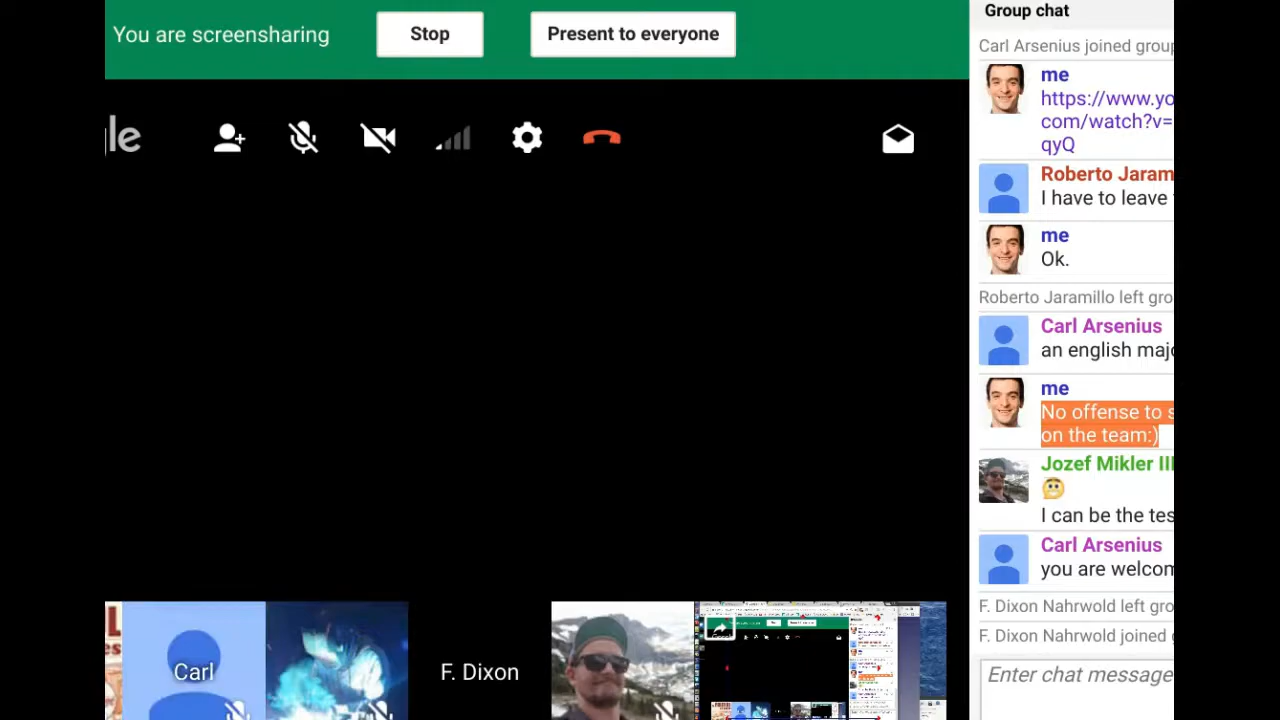 You are screensharing
Stop
Present to everyone
le
Group chat
Carl Arsenius joined group
me
https://www.yo
com/watch?v=
qyQ
Roberto Jaram
I have to leave
me
Ok.
Roberto Jaramillo left gro
Carl Arsenius
an english majo
me
No offense to s
on the team:)
Jozef Mikler III
I can be the tes
Carl Arsenius
you are welcom
F. Dixon Nahrwold left gro
F. Dixon Nahrwold joined
Enter chat message
Carl
F. Dixon